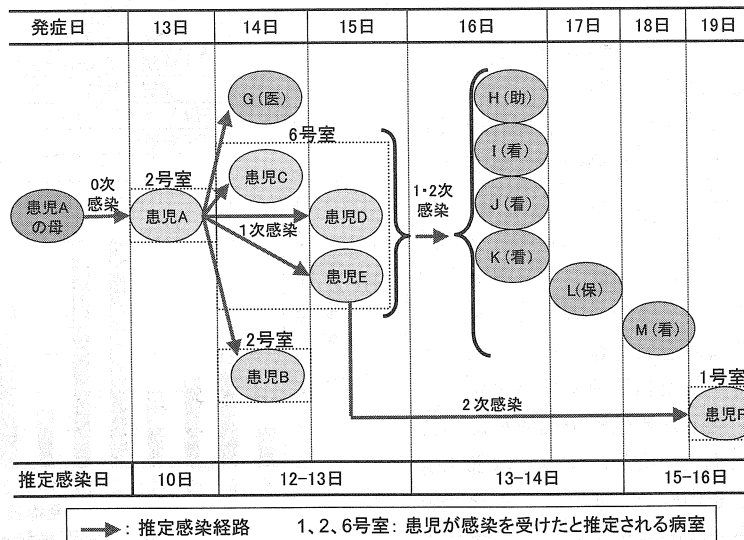 発症日 13日 14日 15日 16日 17日 18日 19日
G(医)
H(助)
6号室
I(看)
0次
感染
2号室
患児C
1・2次
感染
患児A
の母
患児A
患児D
J(看)
1次感染
K(看)
患児E
L(保)
M(看)
2号室
患児B
1号室
2次感染
患児F
推定感染日 10日 12-13日 13-14日 15-16日
:推定感染経路 1、2、6号室:患児が感染を受けたと推定される病室